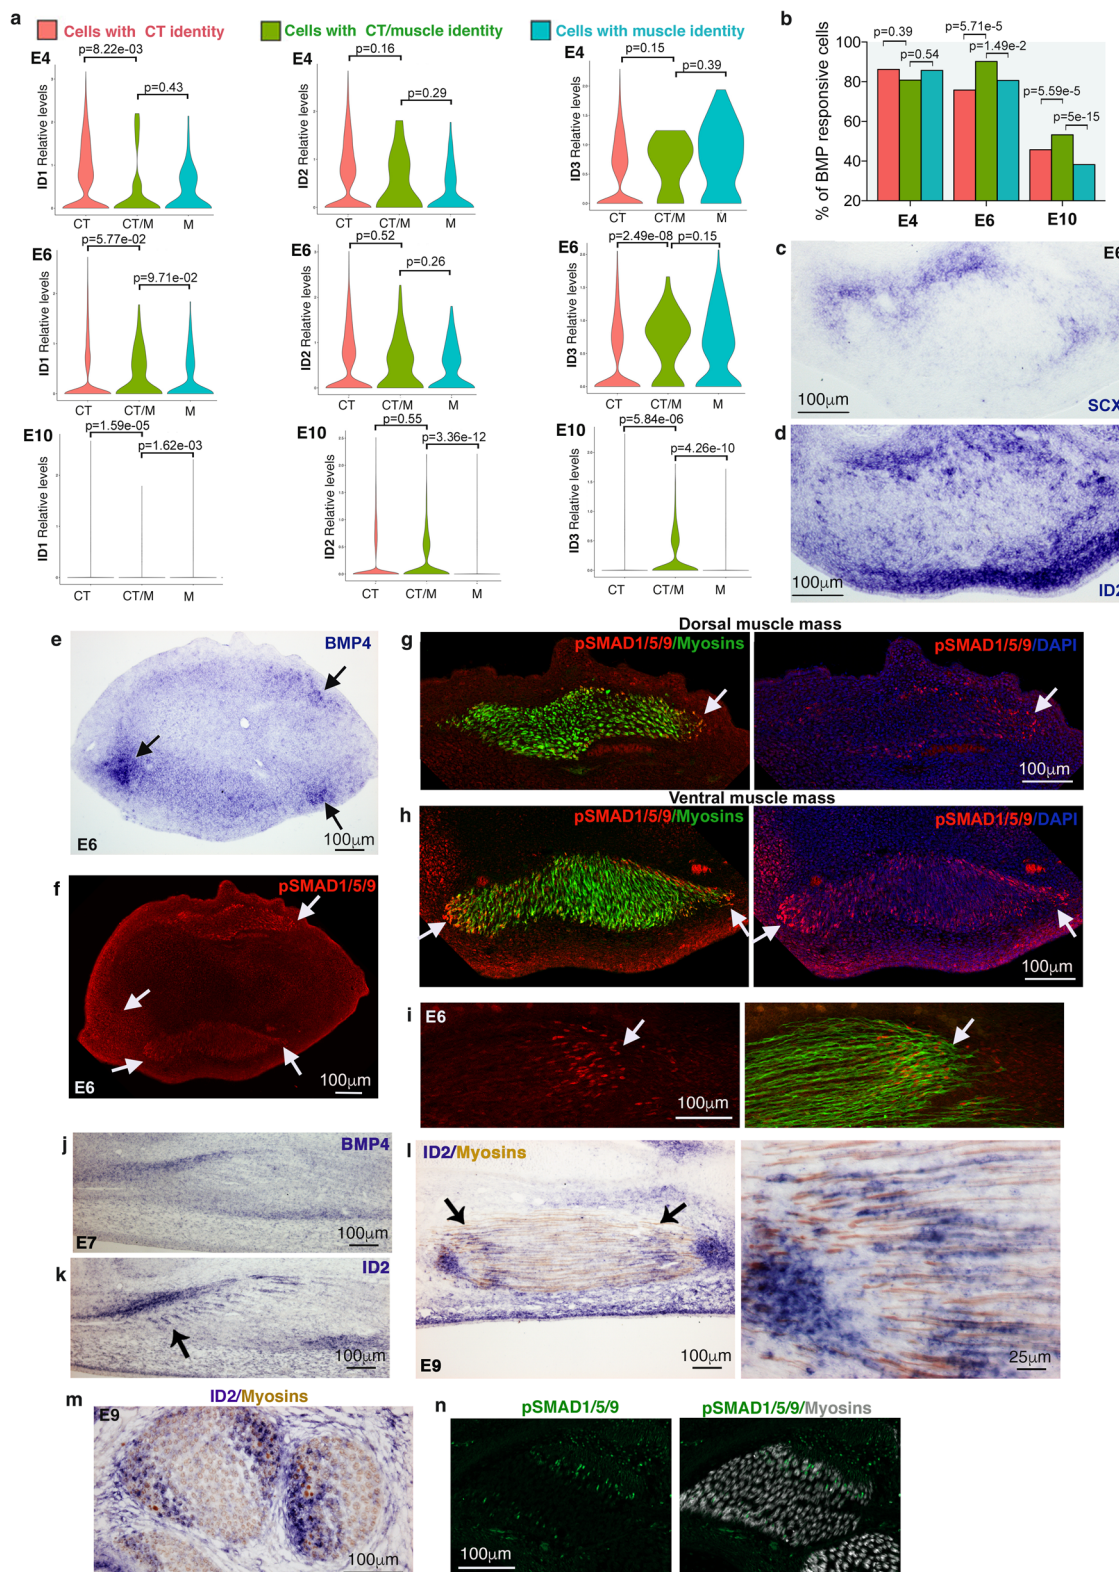 a
Cells with CT identity
Cells with CT/muscle identity
Cells with muscle identity
E4
p=8.22e-03
p=0.43
ID1 Relative levels
CT CT/M M
E4
p=0.16
p=0.29
ID2 Relative levels
CT CT/M M
E4
p=0.15
p=0.39
ID3 Relative levels
CT CT/M M
E6
p=5.77e-02
p=9.71e-02
ID1 Relative levels
CT CT/M M
E6
p=0.52
p=0.26
ID2 Relative levels
CT CT/M M
E6
p=2.49e-08
p=0.15
ID3 Relative levels
CT CT/M M
E10
p=1.59e-05
p=1.62e-03
ID1 Relative levels
CT CT/M M
E10
p=0.55
p=3.36e-12
ID2 Relative levels
CT CT/M M
E10
p=5.84e-06
p=4.26e-10
ID3 Relative levels
CT CT/M M
b
% of BMP responsive cells
100
80
60
40
20
p=0.39
p=0.54
p=5.71e-5
p=1.49e-2
p=5.59e-5
p=5e-15
E4 E6 E10
c
E6
100µm
SCX
d
100µm
ID2
e
BMP4
E6
100µm
f
pSMAD1/5/9
E6
100µm
Dorsal muscle mass
g
pSMAD1/5/9/Myosins
pSMAD1/5/9/DAPI
100µm
Ventral muscle mass
h
pSMAD1/5/9/Myosins
pSMAD1/5/9/DAPI
100µm
i
E6
100µm
j
BMP4
E7
100µm
k
ID2
100µm
l
ID2/Myosins
E9
100µm
25µm
m
ID2/Myosins
E9
100µm
n
pSMAD1/5/9
pSMAD1/5/9/Myosins
100µm